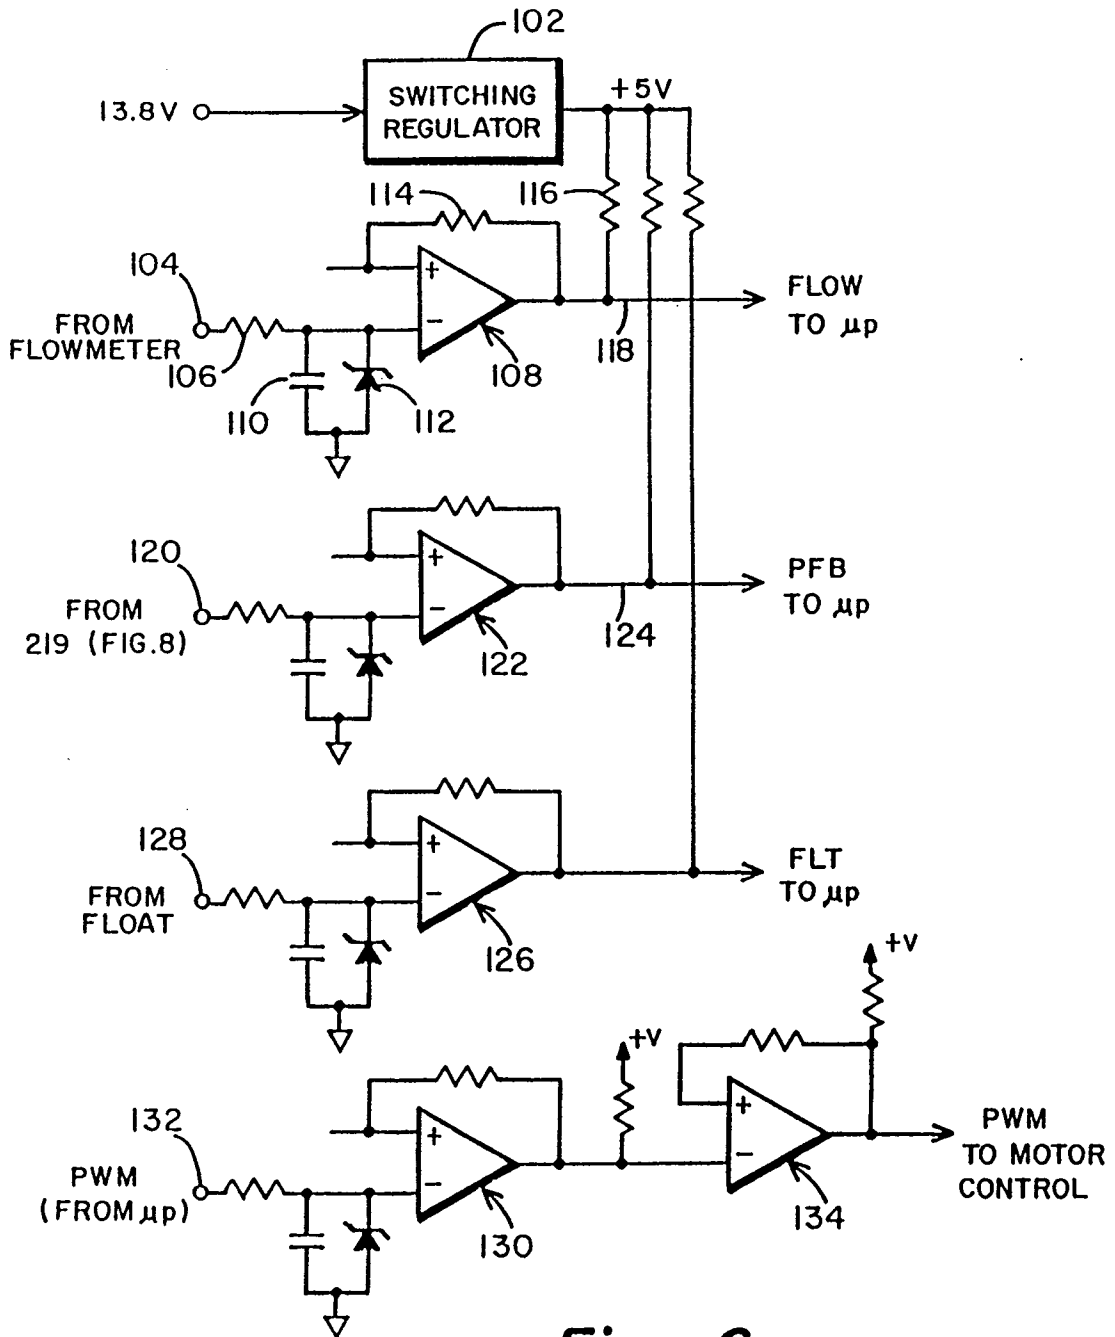 102
13.8V
SWITCHING
REGULATOR
+5V
114
116
104
+
FLOW
TO µp
FROM
FLOWMETER
−
118
106
108
110
112
120
+
PFB
TO µp
FROM
219 (FIG.8)
−
124
122
128
+
FLT
TO µp
FROM
FLOAT
−
126
+V
+V
132
+
+
PWM
TO MOTOR
CONTROL
PWM
(FROM µp)
−
−
130
134